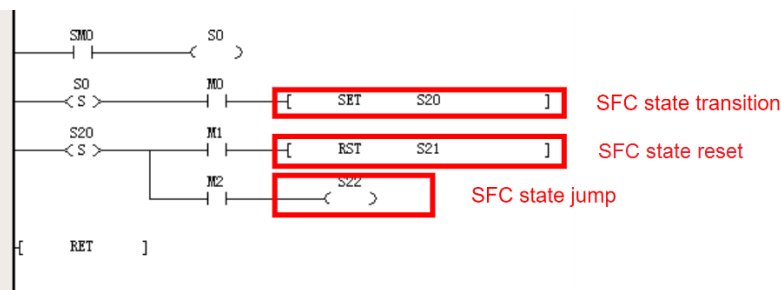 SM0 S0
S0 M0
S SET S20 SFC state transition
S20 M1
S RST S21 SFC state reset
M2 S22
SFC state jump
RET